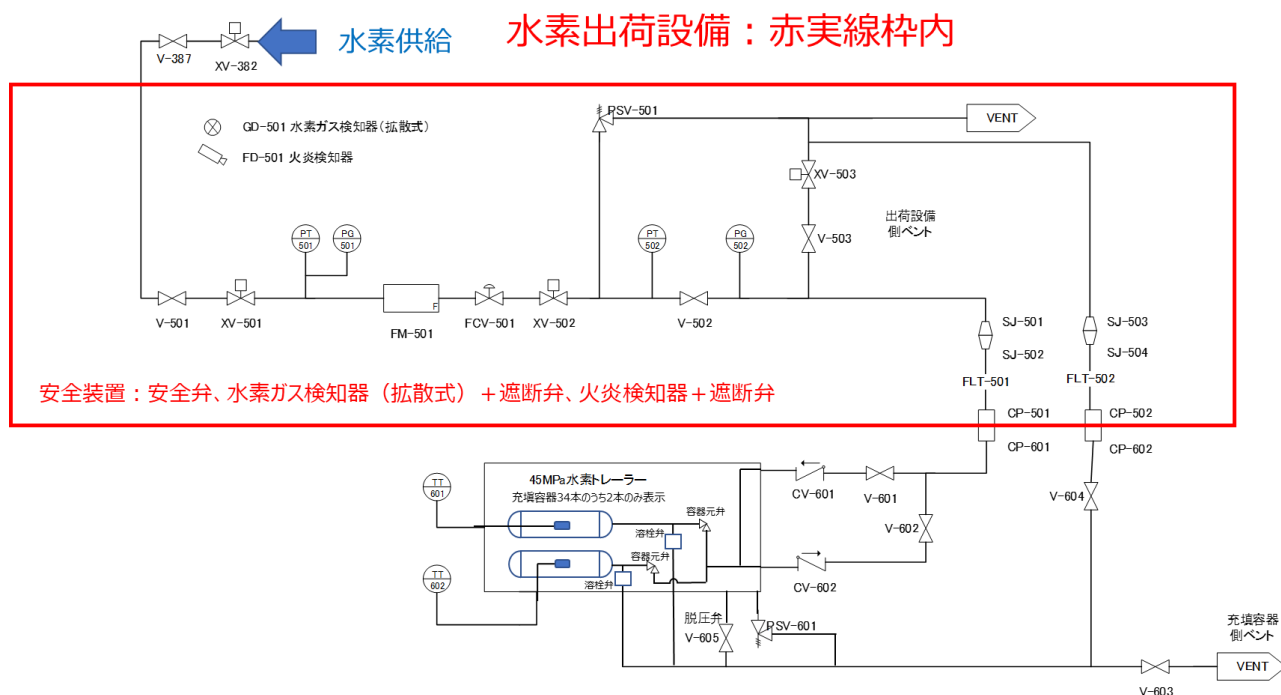 水素出荷設備：赤実線枠内
水素供給
V-387
XV-382
GD-501 水素ガス検知器（拡散式）
FD-501 火炎検知器
PSV-501
VENT
XV-503
V-503
出荷設備
側ベント
PT
501
PG
501
PT
502
PG
502
V-501
XV-501
FM-501
F
FCV-501
XV-502
V-502
SJ-501
SJ-502
SJ-503
SJ-504
FLT-501
FLT-502
安全装置：安全弁、水素ガス検知器（拡散式）＋遮断弁、火炎検知器＋遮断弁
CP-501
CP-601
CP-502
CP-602
45MPa水素トレーラー
充填容器34本のうち2本のみ表示
TT
601
TT
602
容器元弁
溶栓弁
容器元弁
溶栓弁
CV-601
V-601
V-602
CV-602
V-604
脱圧弁
V-605
PSV-601
充填容器
側ベント
VENT
V-603